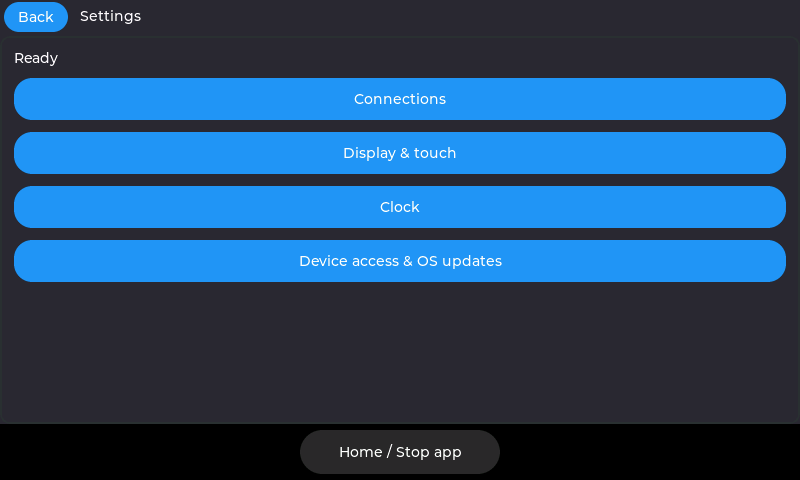 Back
Settings
Ready
Connections
Display & touch
Clock
Device access & OS updates
Home / Stop app